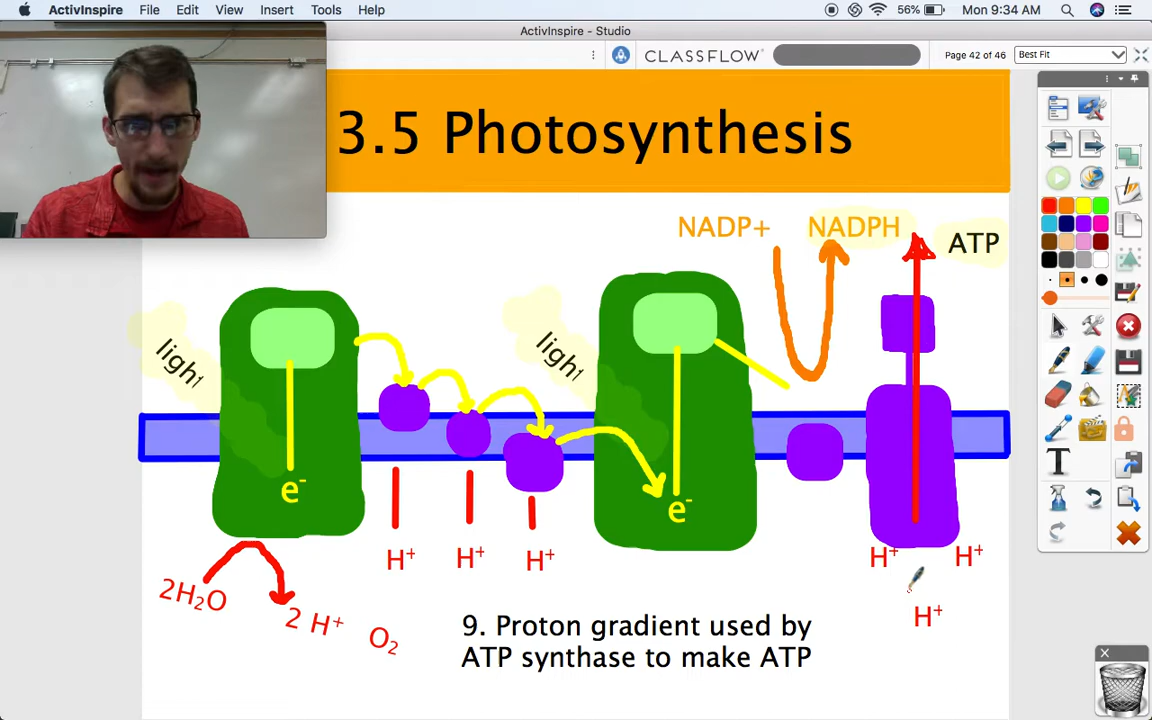 ActivInspire File Edit View Insert Tools Help 56% Mon 9:34 AM
ActivInspire - Studio
CLASSFLOW Page 42 of 46 Best Fit
3.5 Photosynthesis
NADP+ NADPH ATP
light light
e-
e-
H+ H+ H+ H+ H+
2H₂O 2 H+ O₂ H+
9. Proton gradient used by
ATP synthase to make ATP
T
X